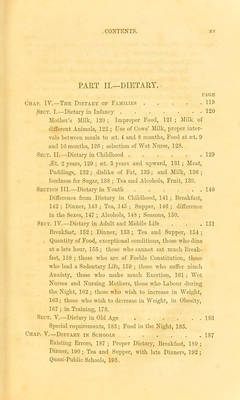 CONTENTS. xv
PART II.—DIETARY.
PAGE
CHAP. IV.—THE DIETARY OF FAMILIES . . . . . . 119
SECT. I.—Dietary in Infancy . . . . . . . . 120
Mother's Milk, 120; Improper Food, 121; Milk of
different Animals, 122; Use of Cows' Milk, proper inter-
vals between meals to æt. 4 and 8 months, Food at æt. 9
and 10 months, 126; selection of Wet Nurse, 128.
SECT. II.—Dietary in Childhood . . . . . . . 129
Æt. 2 years, 129; æt. 3 years and upward, 131; Meat,
Puddings, 132; dislike of Fat, 135; and Milk, 136;
fondness for Sugar, 138; Tea and Alcohols, Fruit, 139.
SECTION III.—Dietary in Youth . . . . . . . 140
Difference from Dietary in Childhood, 141; Breakfast,
142; Dinner, 143; Tea, 145; Supper, 146; difference
in the Sexes, 147; Alcohols, 148; Seasons, 150.
SECT. IV.—Dietary in Adult and Middle Life . . . . 151
Breakfast, 152; Dinner, 153; Tea and Supper, 154;
Quantity of Food, exceptional conditions, those who dine
at a late hour, 155; those who cannot eat much Break-
fast, 158; those who are of Feeble Constitution, those
who lead a Sedentary Life, 159; those who suffer much
Anxiety, those who make much Exertion, 161; Wet
Nurses and Nursing Mothers, those who Labour during
the Night, 162; those who wish to increase in Weight,
163; those who wish to decrease in Weight, in Obesity,
167; in Training, 178.
SECT. V.—Dietary in Old Age . . . . . . . 183
Special requirements, 183; Food in the Night, 185.
CHAP. V.—DIETARY IN SCHOOLS . . . . . . . 187
Existing Errors, 187; Proper Dietary, Breakfast, 189;
Dinner, 190; Tea and Supper, with late Dinners, 192;
Quasi-Public Schools, 193.